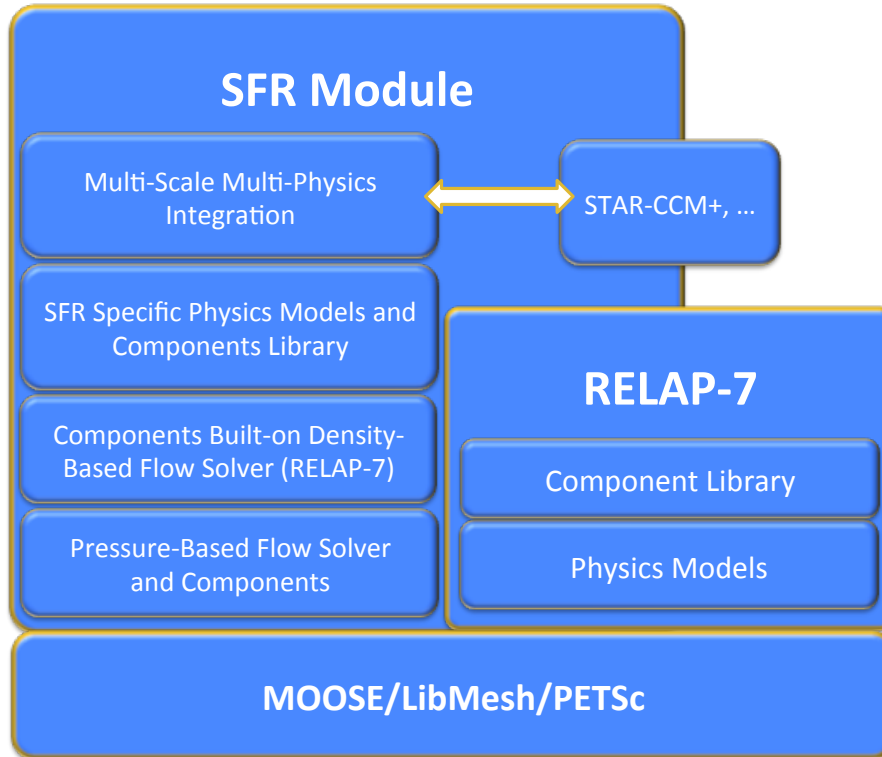 SFR Module
Multi-Scale Multi-Physics
Integration
STAR-CCM+, ...
SFR Specific Physics Models and
Components Library
RELAP-7
Components Built-on Density-
Based Flow Solver (RELAP-7)
Component Library
Pressure-Based Flow Solver
and Components
Physics Models
MOOSE/LibMesh/PETSc